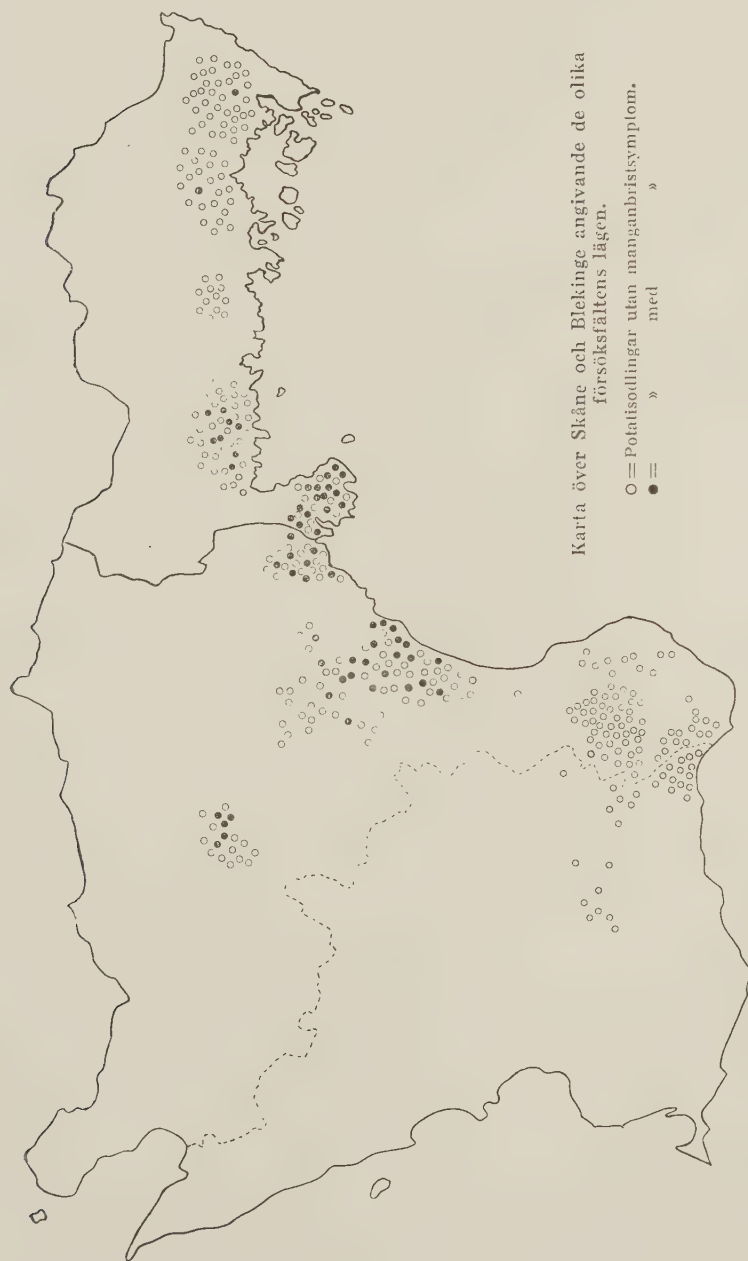 Karta över Skåne och Blekinge angivande de olika
försöksfältens lägen.
○ = Potatisodlingar utan manganbristsymptom.
● = » med »